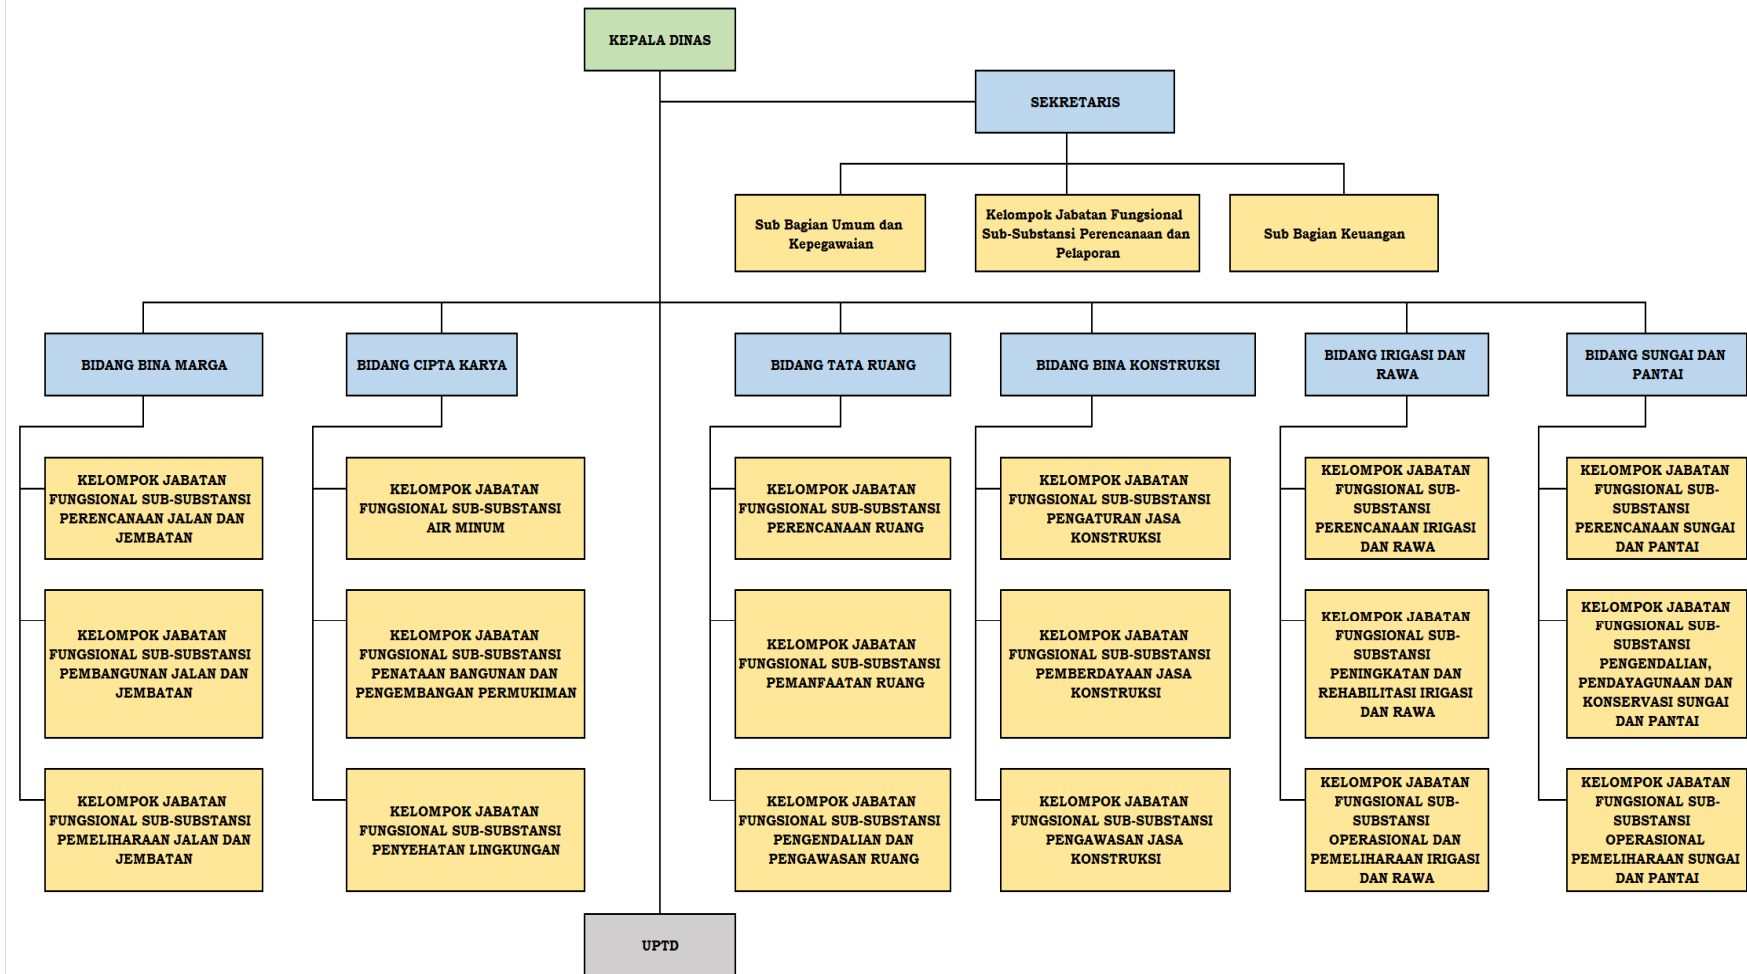 KEPALA DINAS
SEKRETARIS
Sub Bagian Umum dan
Kepegawaian
Kelompok Jabatan Fungsional
Sub-Substansi Perencanaan dan
Pelaporan
Sub Bagian Keuangan
BIDANG BINA MARGA
BIDANG CIPTA KARYA
BIDANG TATA RUANG
BIDANG BINA KONSTRUKSI
BIDANG IRIGASI DAN
RAWA
BIDANG SUNGAI DAN
PANTAI
KELOMPOK JABATAN
FUNGSIONAL SUB-SUBSTANSI
PERENCANAAN JALAN DAN
JEMBATAN
KELOMPOK JABATAN
FUNGSIONAL SUB-SUBSTANSI
AIR MINUM
KELOMPOK JABATAN
FUNGSIONAL SUB-SUBSTANSI
PERENCANAAN RUANG
KELOMPOK JABATAN
FUNGSIONAL SUB-SUBSTANSI
PENGATURAN JASA
KONSTRUKSI
KELOMPOK JABATAN
FUNGSIONAL SUB-
SUBSTANSI
PERENCANAAN IRIGASI
DAN RAWA
KELOMPOK JABATAN
FUNGSIONAL SUB-
SUBSTANSI
PERENCANAAN SUNGAI
DAN PANTAI
KELOMPOK JABATAN
FUNGSIONAL SUB-SUBSTANSI
PEMBANGUNAN JALAN DAN
JEMBATAN
KELOMPOK JABATAN
FUNGSIONAL SUB-SUBSTANSI
PENATAAN BANGUNAN DAN
PENGEMBANGAN PERMUKIMAN
KELOMPOK JABATAN
FUNGSIONAL SUB-SUBSTANSI
PEMANFAATAN RUANG
KELOMPOK JABATAN
FUNGSIONAL SUB-SUBSTANSI
PEMBERDAYAAN JASA
KONSTRUKSI
KELOMPOK JABATAN
FUNGSIONAL SUB-
SUBSTANSI
PENINGKATAN DAN
REHABILITASI IRIGASI
DAN RAWA
KELOMPOK JABATAN
FUNGSIONAL SUB-
SUBSTANSI
PENGENDALIAN,
PENDAYAGUNAAN DAN
KONSERVASI SUNGAI
DAN PANTAI
KELOMPOK JABATAN
FUNGSIONAL SUB-SUBSTANSI
PEMELIHARAAN JALAN DAN
JEMBATAN
KELOMPOK JABATAN
FUNGSIONAL SUB-SUBSTANSI
PENYEHATAN LINGKUNGAN
KELOMPOK JABATAN
FUNGSIONAL SUB-SUBSTANSI
PENGENDALIAN DAN
PENGAWASAN RUANG
KELOMPOK JABATAN
FUNGSIONAL SUB-SUBSTANSI
PENGAWASAN JASA
KONSTRUKSI
KELOMPOK JABATAN
FUNGSIONAL SUB-
SUBSTANSI
OPERASIONAL DAN
PEMELIHARAAN IRIGASI
DAN RAWA
KELOMPOK JABATAN
FUNGSIONAL SUB-
SUBSTANSI
OPERASIONAL
PEMELIHARAAN SUNGAI
DAN PANTAI
UPTD